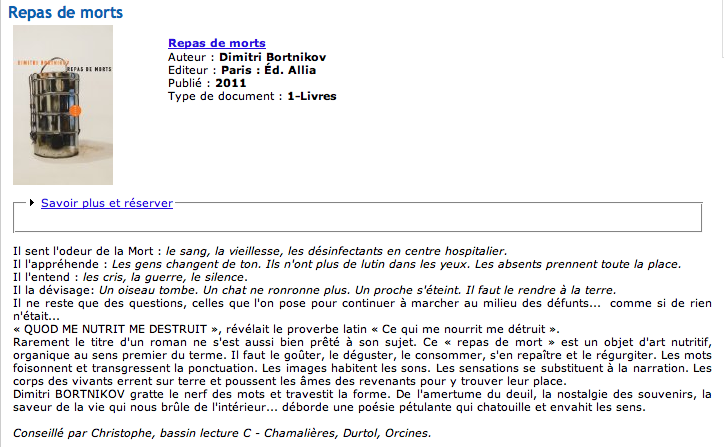 Repas de morts
DIMITRI BORTNIKOV
REPAS DE MORTS
Repas de morts
Auteur : Dimitri Bortnikov
Editeur : Paris : Éd. Allia
Publié : 2011
Type de document : 1-Livres
Savoir plus et réserver
Il sent l'odeur de la Mort : le sang, la vieillesse, les désinfectants en centre hospitalier.
Il l'appréhende : Les gens changent de ton. Ils n'ont plus de lutin dans les yeux. Les absents prennent toute la place.
Il l'entend : les cris, la guerre, le silence.
Il la dévisage: Un oiseau tombe. Un chat ne ronronne plus. Un proche s'éteint. Il faut le rendre à la terre.
Il ne reste que des questions, celles que l'on pose pour continuer à marcher au milieu des défunts... comme si de rien
n'était...
« QUOD ME NUTRIT ME DESTRUIT », révélait le proverbe latin « Ce qui me nourrit me détruit ».
Rarement le titre d'un roman ne s'est aussi bien prêté à son sujet. Ce « repas de mort » est un objet d'art nutritif,
organique au sens premier du terme. Il faut le goûter, le déguster, le consommer, s'en repaître et le régurgiter. Les mots
foisonnent et transgressent la ponctuation. Les images habitent les sons. Les sensations se substituent à la narration. Les
corps des vivants errent sur terre et poussent les âmes des revenants pour y trouver leur place.
Dimitri BORTNIKOV gratte le nerf des mots et travestit la forme. De l'amertume du deuil, la nostalgie des souvenirs, la
saveur de la vie qui nous brûle de l'intérieur... déborde une poésie pétulante qui chatouille et envahit les sens.
Conseillé par Christophe, bassin lecture C - Chamalières, Durtol, Orcines.